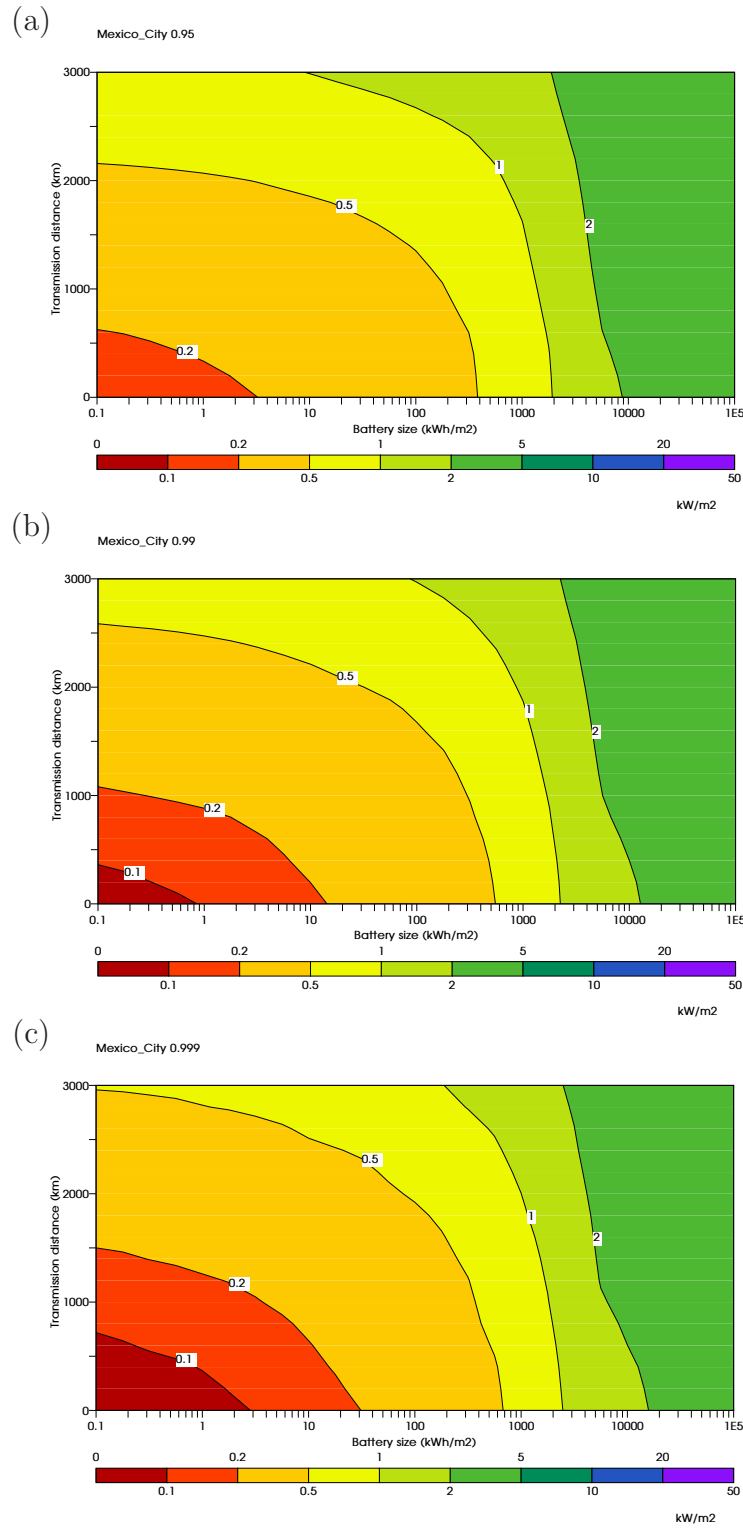 (a)
Mexico_City 0.95
3000
2000
1000
0
Transmission distance (km)
1
0.5
2
0.2
0.1 1 10 100 1000 10000 1E5
Battery size (kWh/m2)
0 0.2 1 5 20
0.1 0.5 2 10 50
kW/m2
(b)
Mexico_City 0.99
3000
2000
1000
0
Transmission distance (km)
0.5
1
2
0.2
0.1
0.1 1 10 100 1000 10000 1E5
Battery size (kWh/m2)
0 0.2 1 5 20
0.1 0.5 2 10 50
kW/m2
(c)
Mexico_City 0.999
3000
2000
1000
0
Transmission distance (km)
0.5
1
2
0.2
0.1
0.1 1 10 100 1000 10000 1E5
Battery size (kWh/m2)
0 0.2 1 5 20
0.1 0.5 2 10 50
kW/m2